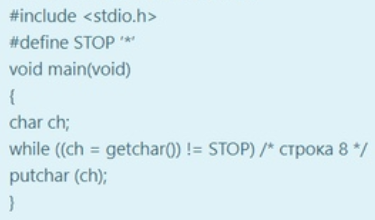 #include <stdio.h>
#define STOP '*'
void main(void)
{
char ch;
while ((ch = getchar()) != STOP) /* строка 8 */
putchar (ch);
}